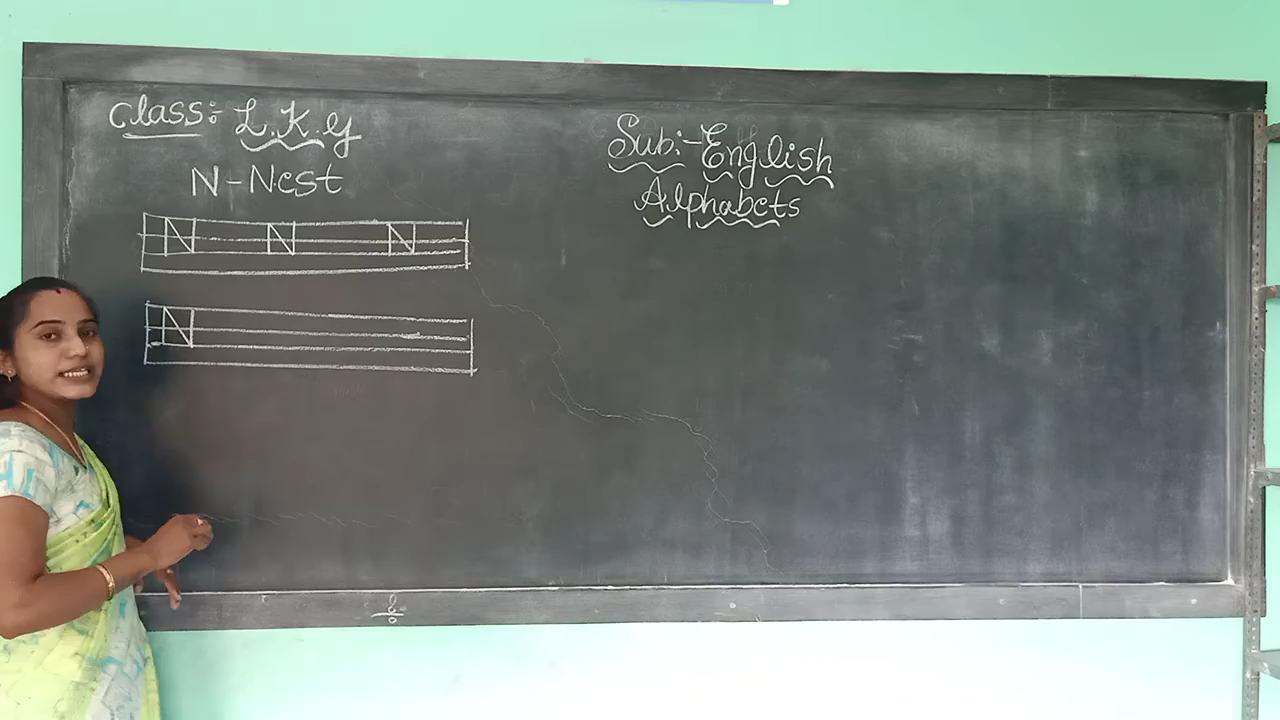 Class:- L.K.G
Sub:- English
Alphabets
N - Nest
N N N
N